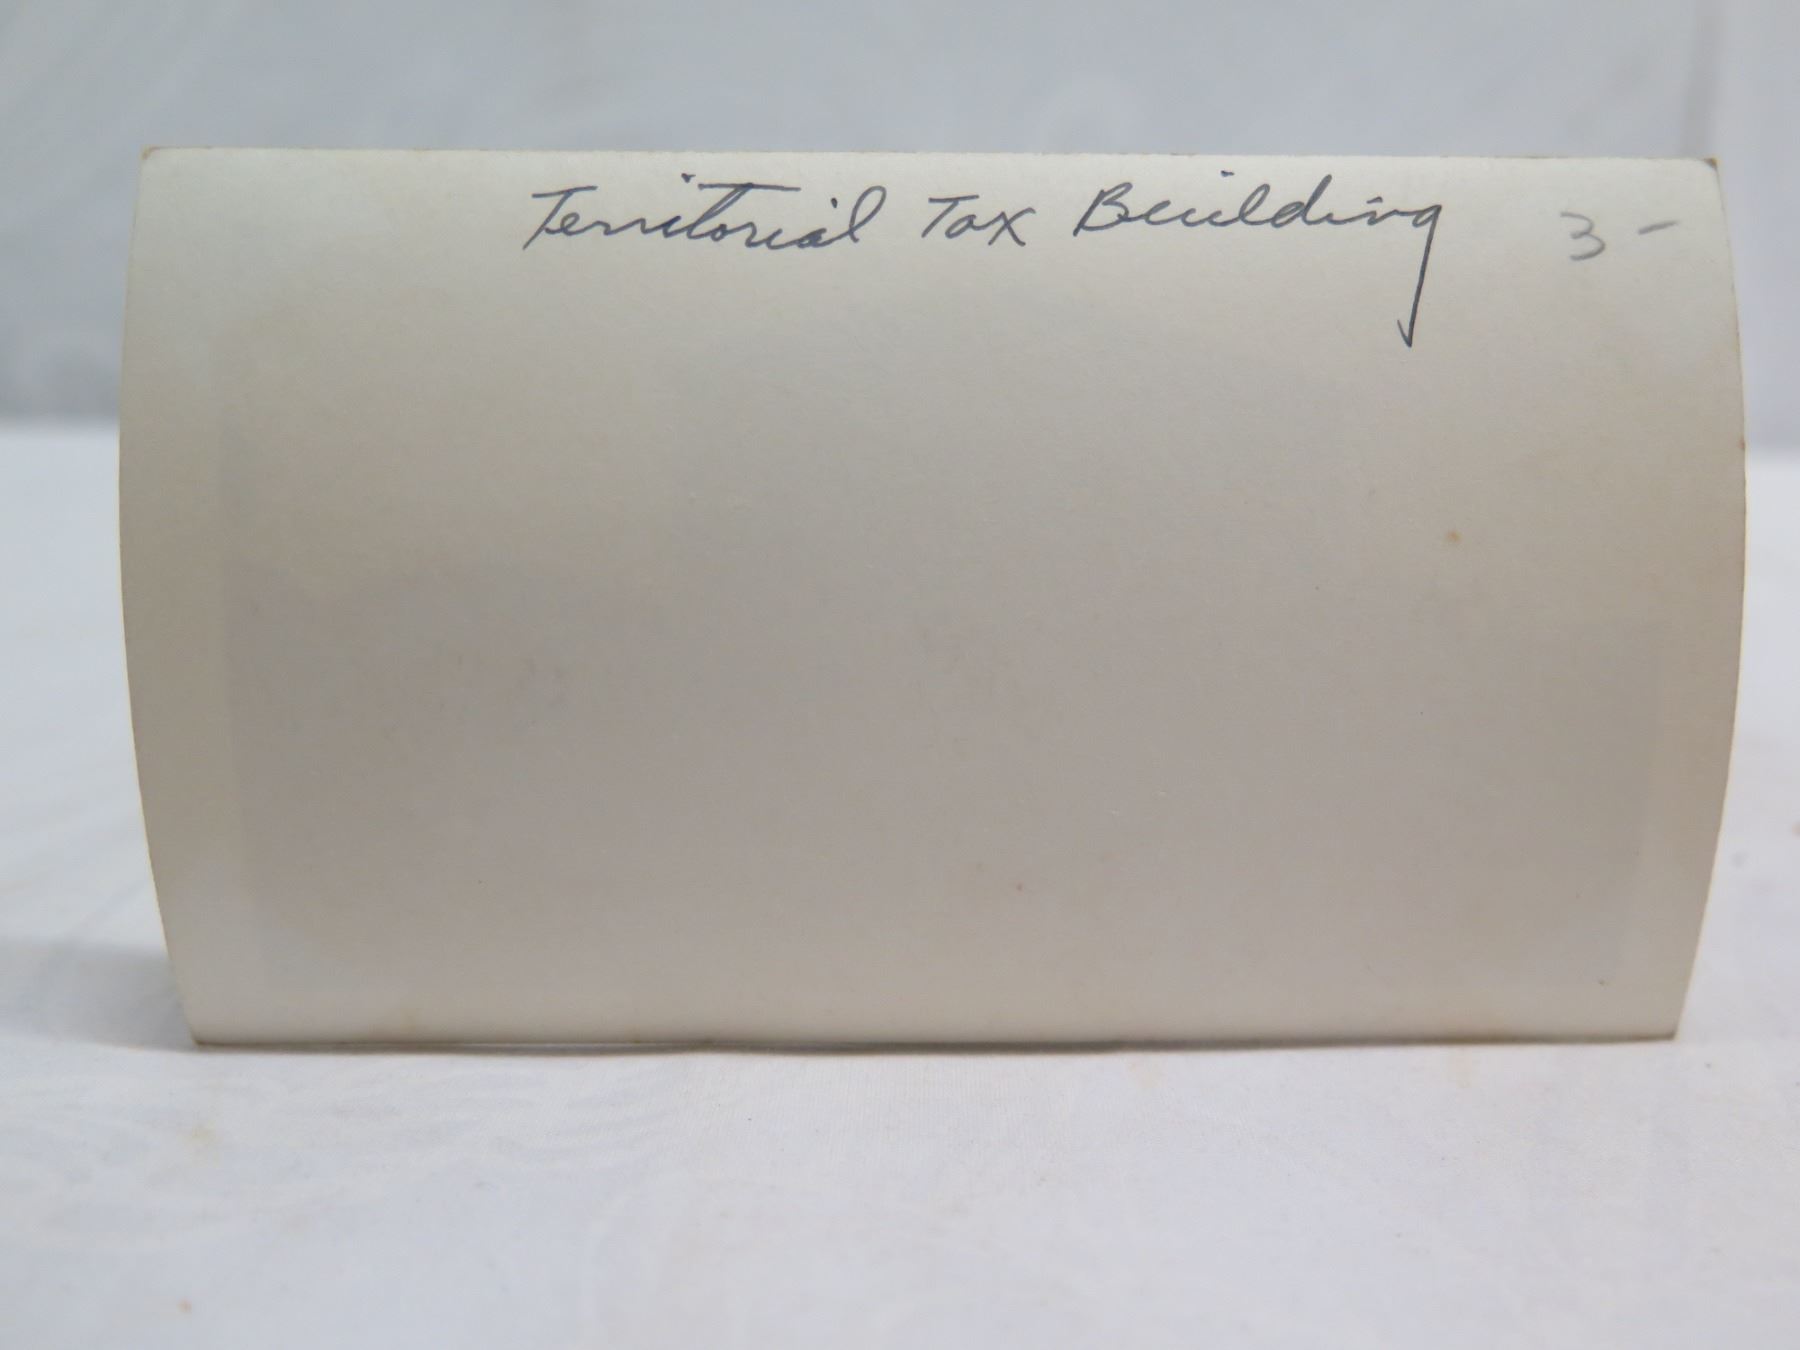 Territorial Tax Building 3-